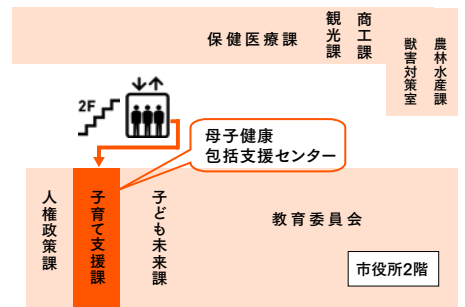 保健医療課
観光課
商工課
獣害対策室
農林水産課
2F
母子健康
包括支援センター
人権政策課
子育て支援課
子ども未来課
教育委員会
市役所2階